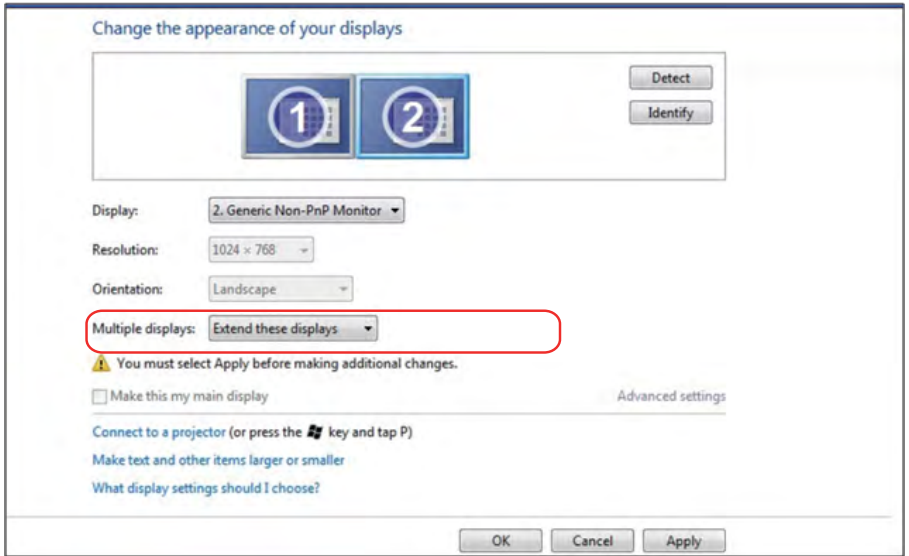 Change the appearance of your displays
1 2
Detect
Identify
Display: 2. Generic Non-PnP Monitor
Resolution: 1024 × 768
Orientation: Landscape
Multiple displays: Extend these displays
You must select Apply before making additional changes.
Make this my main display Advanced settings
Connect to a projector (or press the key and tap P)
Make text and other items larger or smaller
What display settings should I choose?
OK Cancel Apply